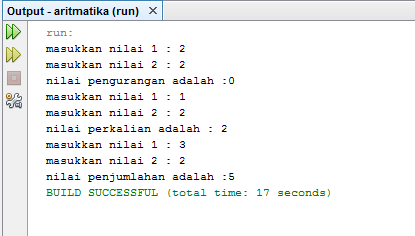 Output - aritmatika (run) ×
run:
masukkan nilai 1 : 2
masukkan nilai 2 : 2
nilai pengurangan adalah :0
masukkan nilai 1 : 1
masukkan nilai 2 : 2
nilai perkalian adalah : 2
masukkan nilai 1 : 3
masukkan nilai 2 : 2
nilai penjumlahan adalah :5
BUILD SUCCESSFUL (total time: 17 seconds)